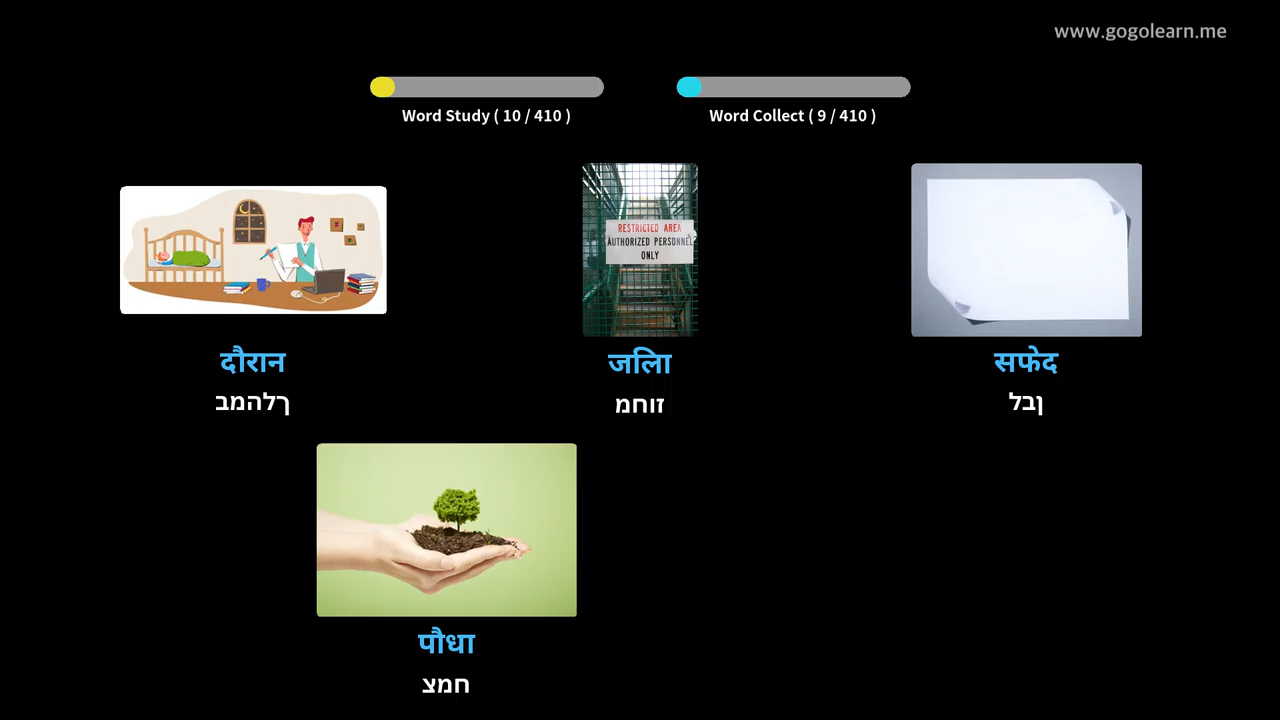 www.gogolearn.me
Word Study ( 10 / 410 )
Word Collect ( 9 / 410 )
RESTRICTED AREA
AUTHORIZED PERSONNEL
ONLY
दौरान
במהלך
जलिा
מחוז
सफेद
לבן
पौधा
צמח